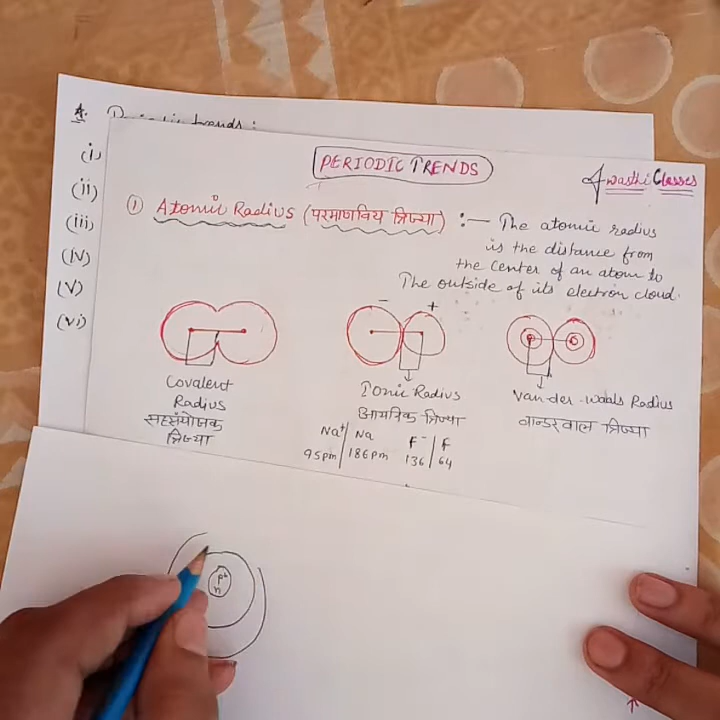 A.
trends :
(i)
(ii)
(iii)
(iv)
(v)
(vi)
PERIODIC TRENDS
Awasthi Classes
① Atomic Radius (परमाणविय त्रिज्या) :— The atomic radius
is the distance from
the center of an atom to
The outside of its electron cloud.
Covalent
Radius
सहसंयोजक
त्रिज्या
- +
Ionic Radius
आयनिक त्रिज्या
Na⁺ Na F⁻ F
95pm 186pm 136 64
Van-der-Waals Radius
वान्डरवाल त्रिज्या
n